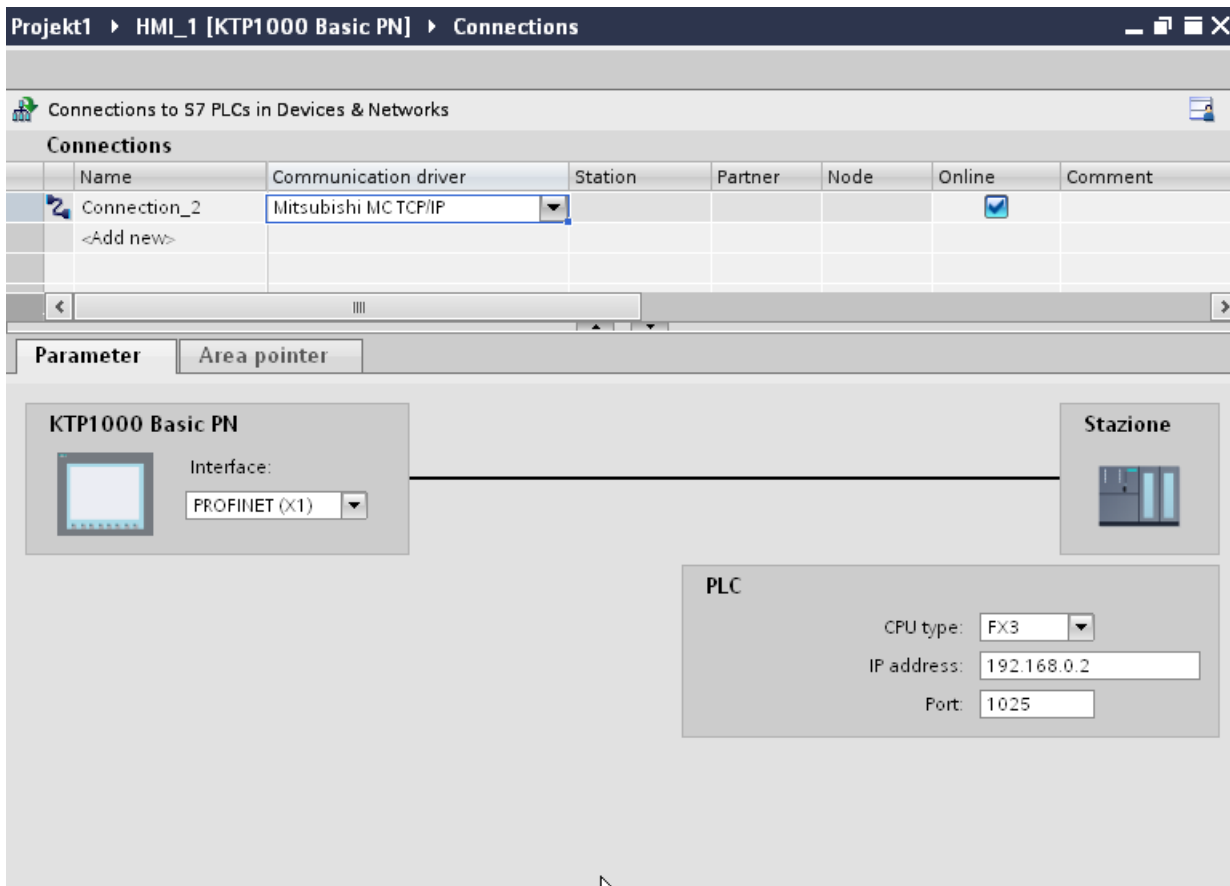 Projekt1 ▸ HMI_1 [KTP1000 Basic PN] ▸ Connections
Connections to S7 PLCs in Devices & Networks
Connections
Name Communication driver Station Partner Node Online Comment
Connection_2 Mitsubishi MC TCP/IP
<Add new>
Parameter Area pointer
KTP1000 Basic PN Stazione
Interface:
PROFINET (X1)
PLC
CPU type: FX3
IP address: 192.168.0.2
Port: 1025